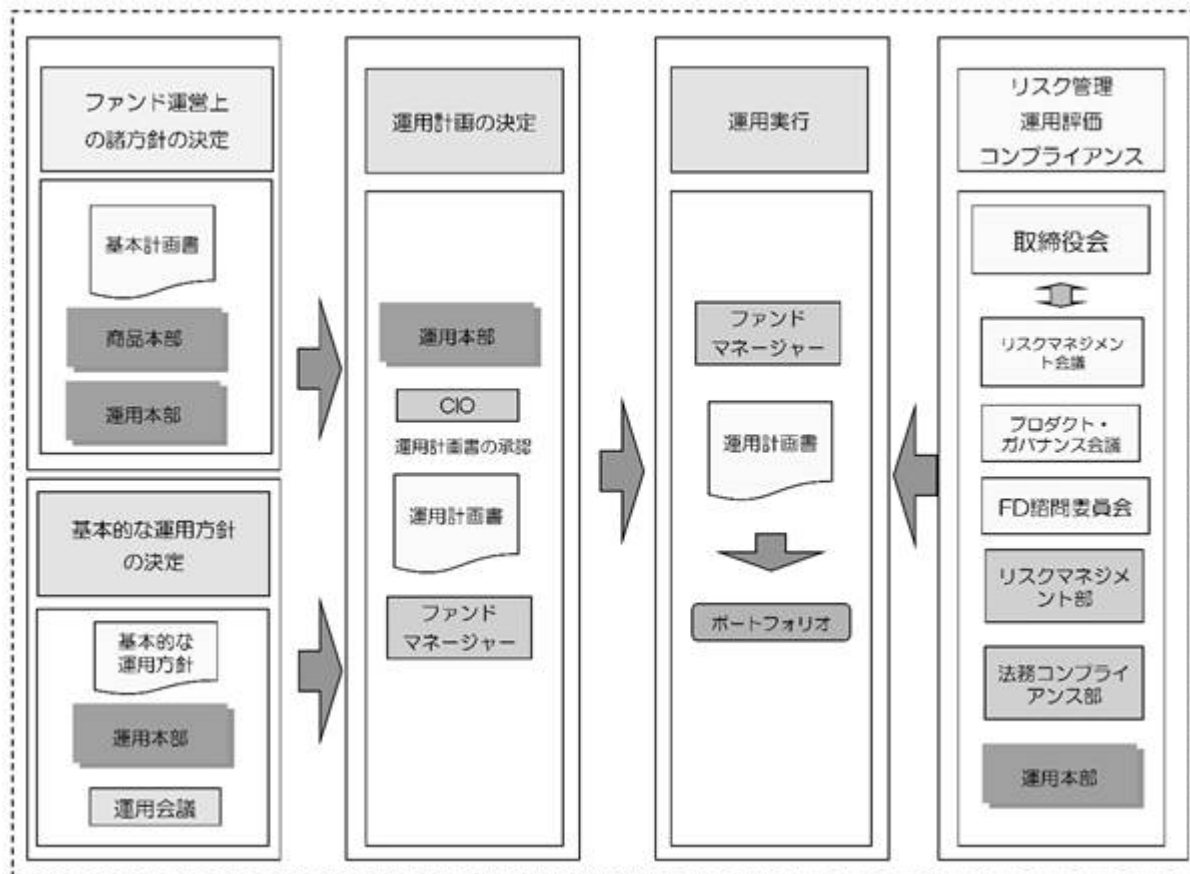 ファンド運営上
の諸方針の決定
基本計画書
商品本部
運用本部
基本的な運用方針
の決定
基本的な
運用方針
運用本部
運用会議
運用計画の決定
運用本部
CIO
運用計画書の承認
運用計画書
ファンド
マネージャー
運用実行
ファンド
マネージャー
運用計画書
ポートフォリオ
リスク管理
運用評価
コンプライアンス
取締役会
リスクマネジメン
ト会議
プロダクト・
ガバナンス会議
FD諮問委員会
リスクマネジメ
ント部
法務コンプライ
アンス部
運用本部